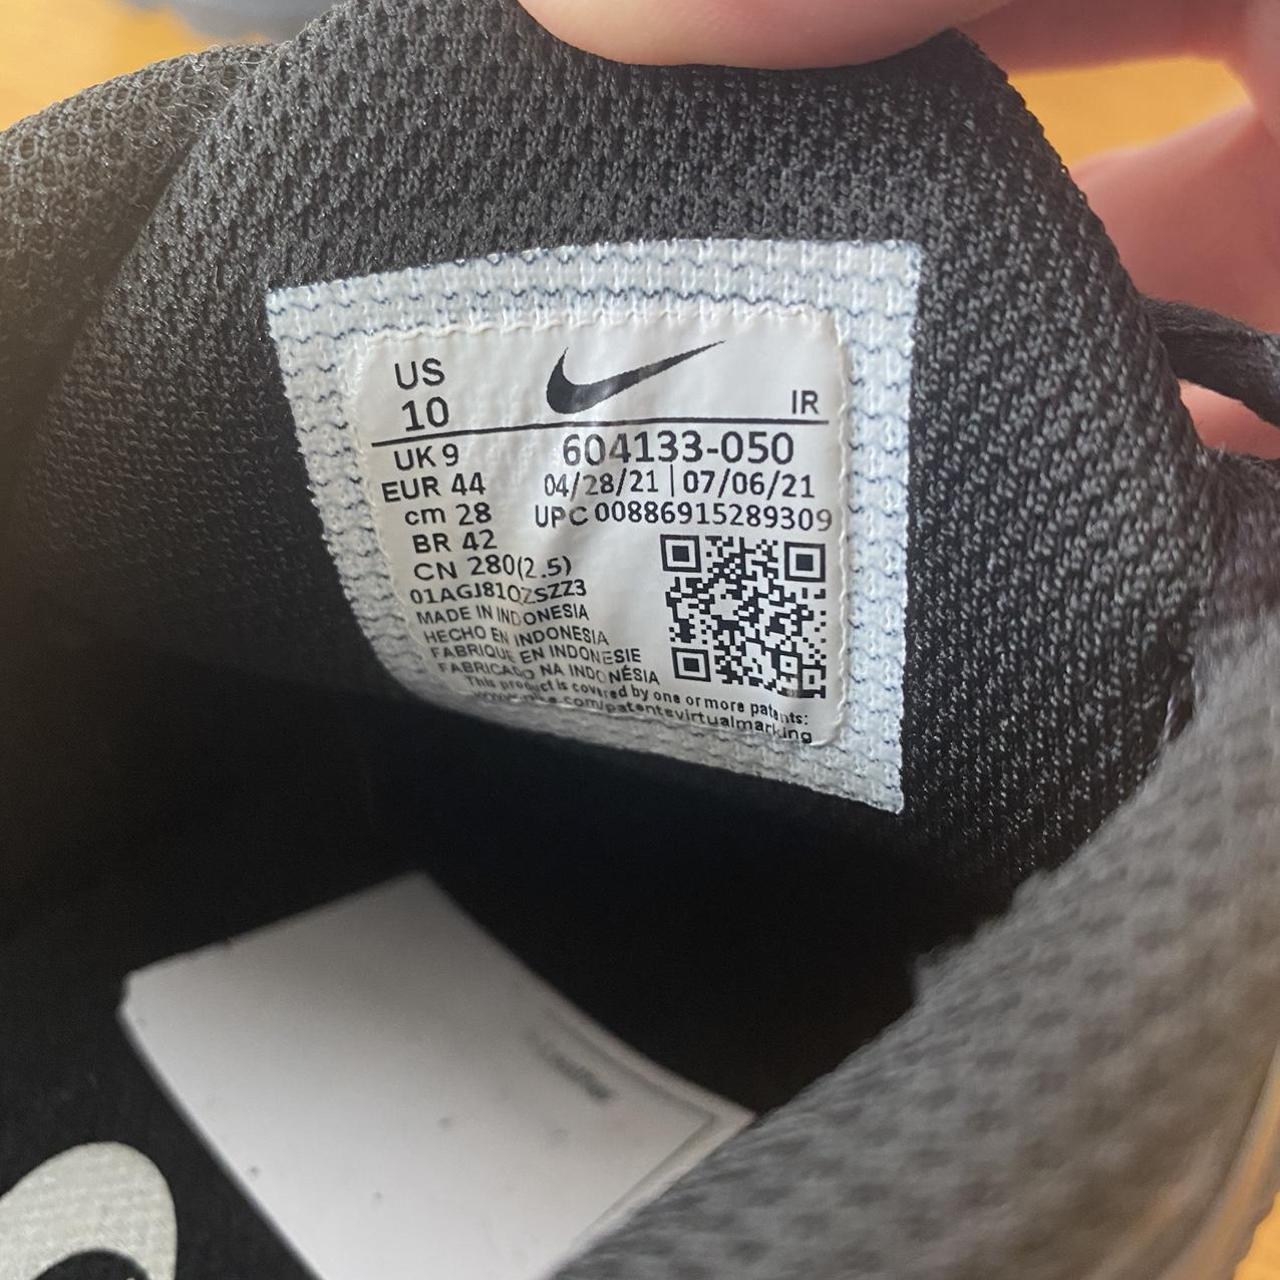 US
10
IR
UK 9
604133-050
EUR 44
04/28/21 | 07/06/21
cm 28
UPC 00886915289309
BR 42
CN 280(2.5)
01AGJ81QZSZZ3
MADE IN INDONESIA
HECHO EN INDONESIA
FABRIQUE EN INDONESIE
FABRICADO NA INDONÉSIA
This product is covered by one or more patents:
www.nike.com/patentsvirtualmarking